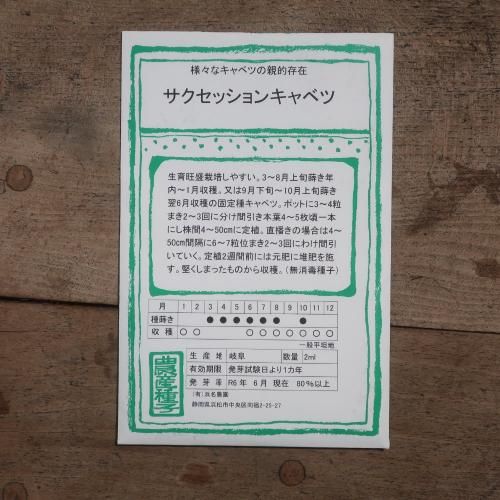 様々なキャベツの親的存在
サクセッションキャベツ
生育旺盛栽培しやすい。3〜8月上旬蒔き年
内〜1月収穫。又は9月下旬〜10月上旬蒔き
翌6月収穫の固定種キャベツ。ポットに3〜4粒
まき2〜3回に分け間引き本葉4〜5枚頃一本
にし株間4〜50cmに定植。直播きの場合は4〜
50cm間隔に6〜7粒位まき2〜3回にわけ間引
いていく。定植2週間前には元肥に堆肥を施
す。堅くしまったものから収穫。(無消毒種子)
月 1 2 3 4 5 6 7 8 9 10 11 12
種蒔き ● ● ● ● ● ● ●
収穫 ○ ○ ○ ○ ○ ○ ○ ○ ○
一般平坦地
生産地 岐阜 数量 2ml
有効期限 発芽試験日より1カ年
発芽率 R6年 6月 現在 80%以上
(有)浜名農園
静岡県浜松市中央区肴町2-25-27